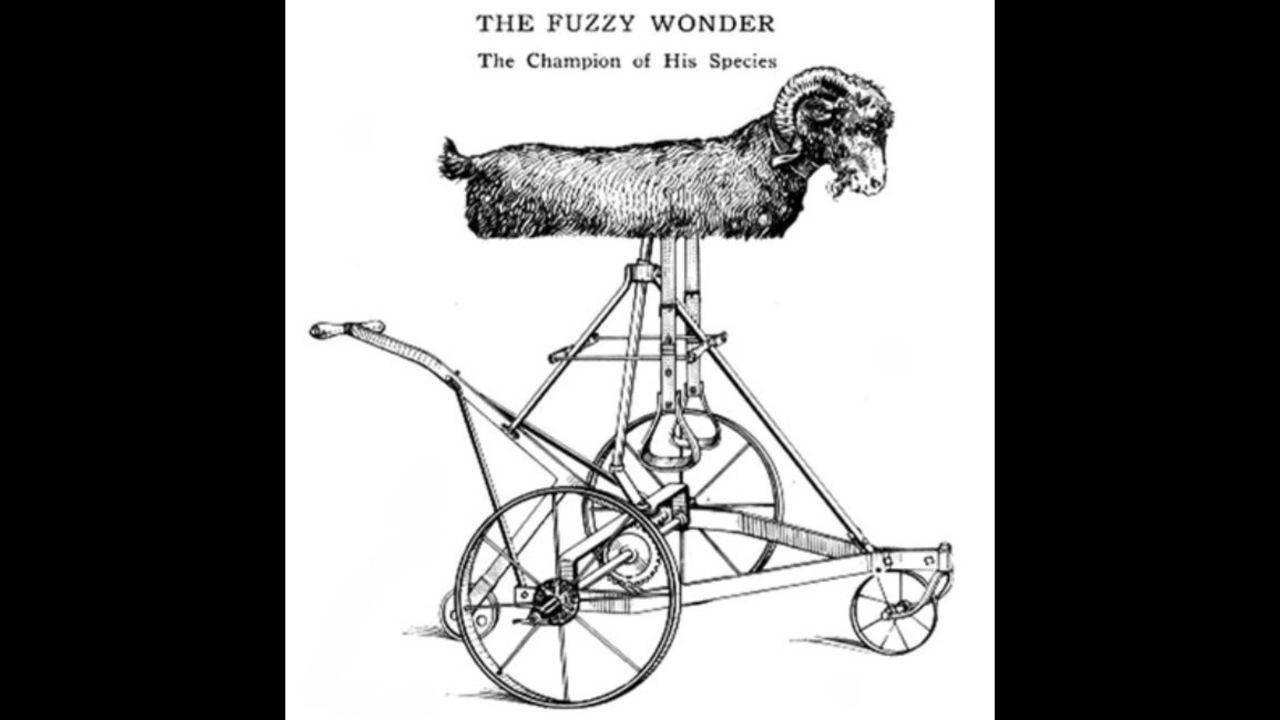 THE FUZZY WONDER
The Champion of His Species